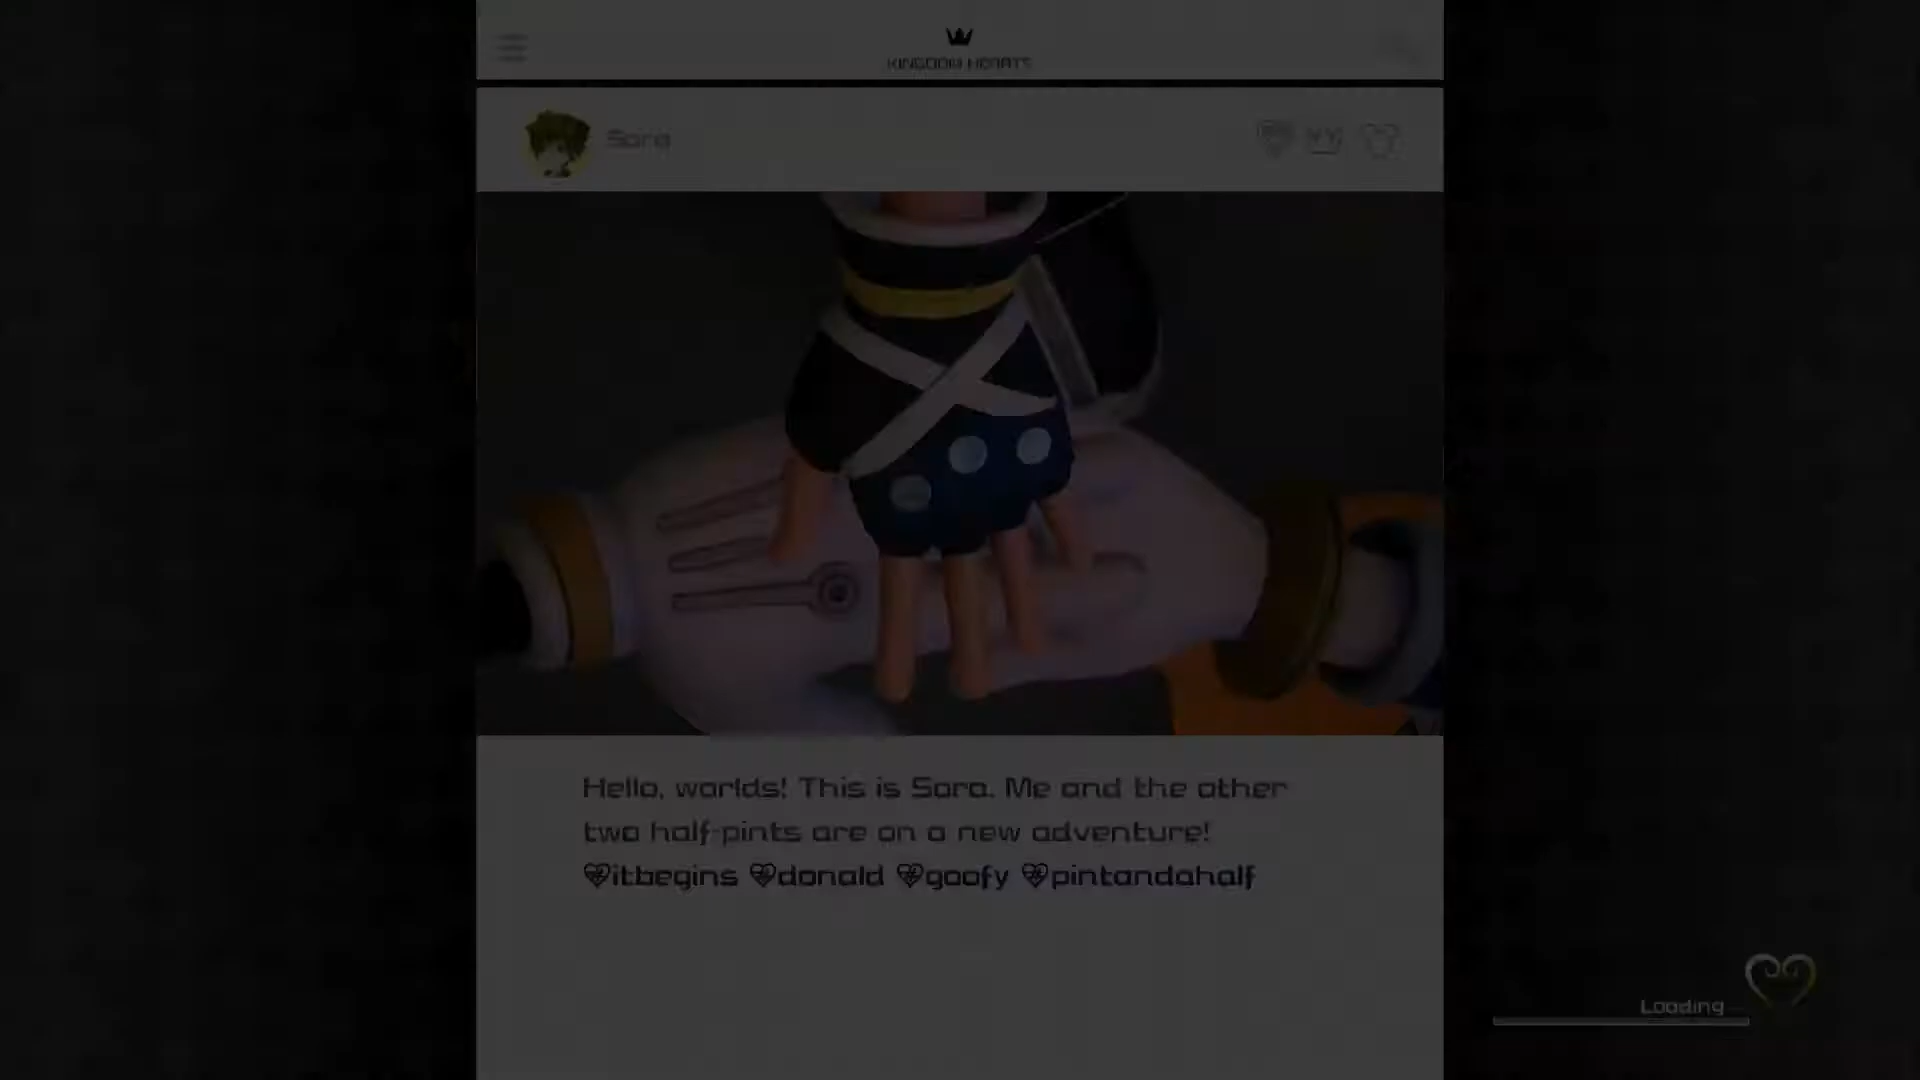 KINGDOM HEARTS
Sora
Hello, worlds! This is Sora. Me and the other
two half-pints are on a new adventure!
itbegins donald goofy pintandahalf
Loading